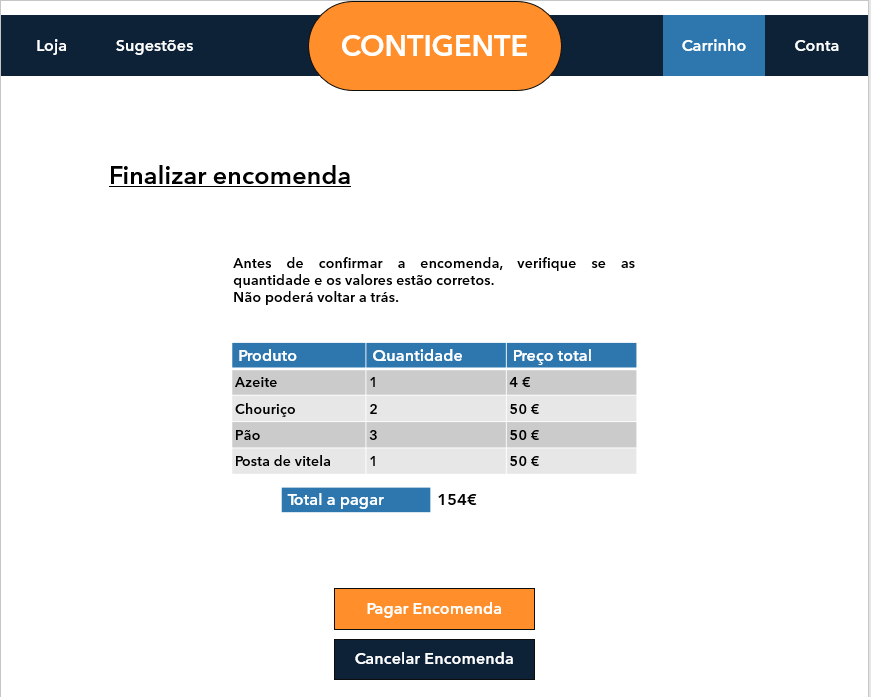 Loja Sugestões CONTIGENTE Carrinho Conta
Finalizar encomenda
Antes de confirmar a encomenda, verifique se as
quantidade e os valores estão corretos.
Não poderá voltar a trás.
Produto Quantidade Preço total
Azeite 1 4 €
Chouriço 2 50 €
Pão 3 50 €
Posta de vitela 1 50 €
Total a pagar 154€
Pagar Encomenda
Cancelar Encomenda